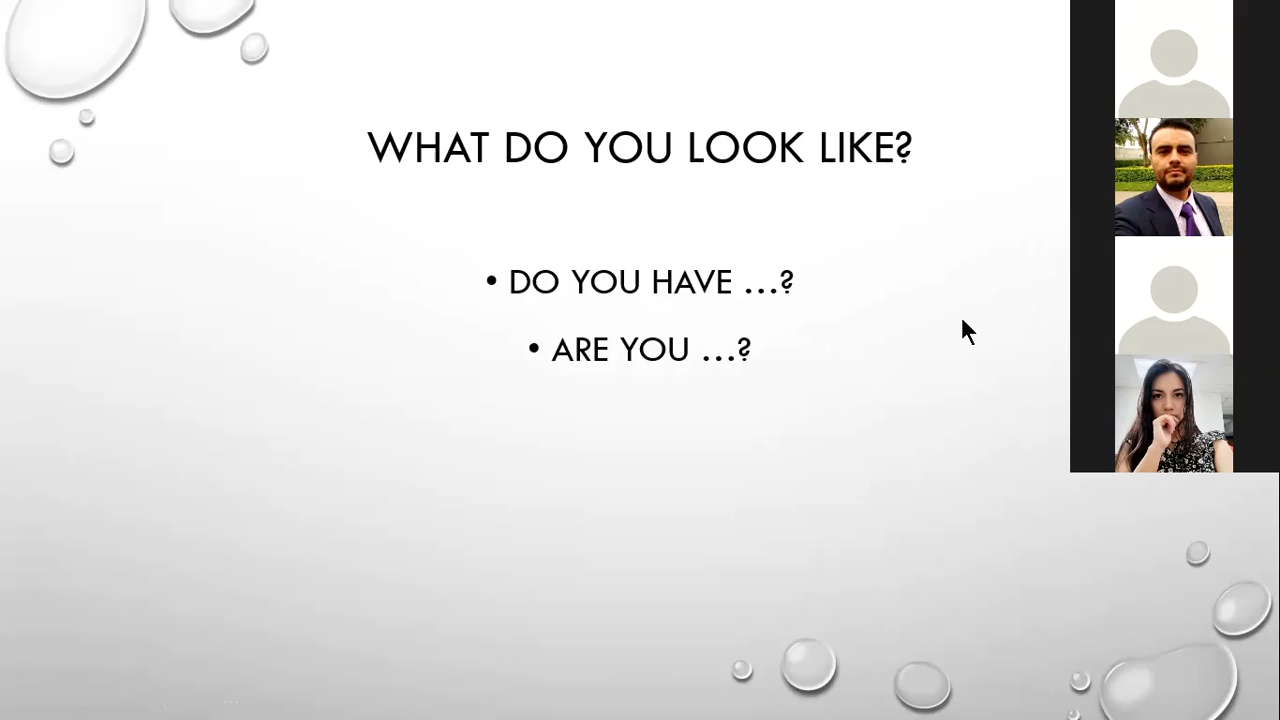 WHAT DO YOU LOOK LIKE?
• DO YOU HAVE ...?
• ARE YOU ...?